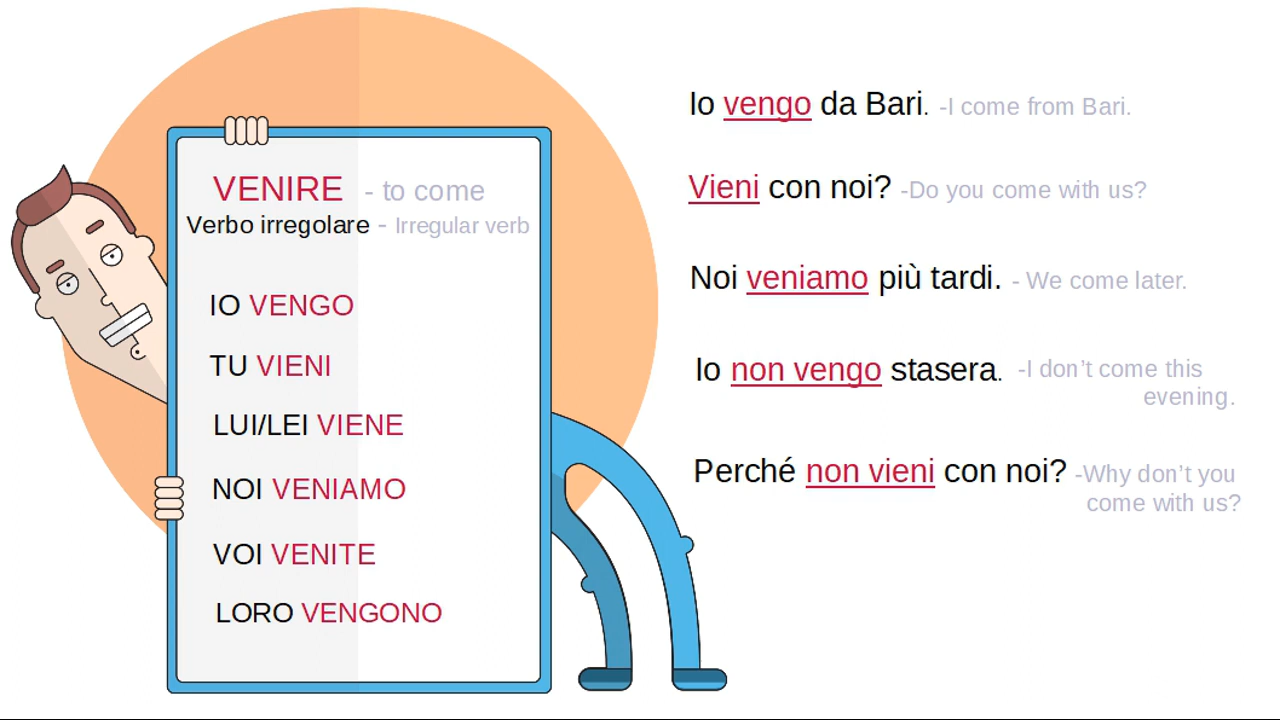 VENIRE - to come
Verbo irregolare - Irregular verb
IO VENGO
TU VIENI
LUI/LEI VIENE
NOI VENIAMO
VOI VENITE
LORO VENGONO
Io vengo da Bari. -I come from Bari.
Vieni con noi? -Do you come with us?
Noi veniamo più tardi. - We come later.
Io non vengo stasera. -I don’t come this
evening.
Perché non vieni con noi? -Why don’t you
come with us?